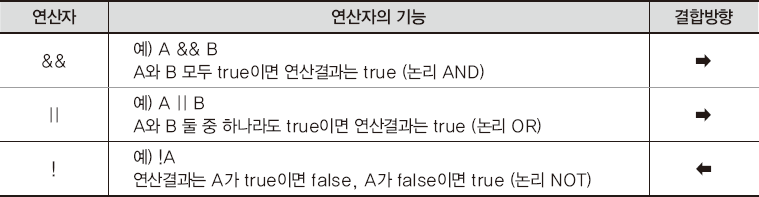 연산자 연산자의 기능 결합방향
&& 예) A && B ➡
A와 B 모두 true이면 연산결과는 true (논리 AND)
|| 예) A || B ➡
A와 B 둘 중 하나라도 true이면 연산결과는 true (논리 OR)
! 예) !A ⬅
연산결과는 A가 true이면 false, A가 false이면 true (논리 NOT)